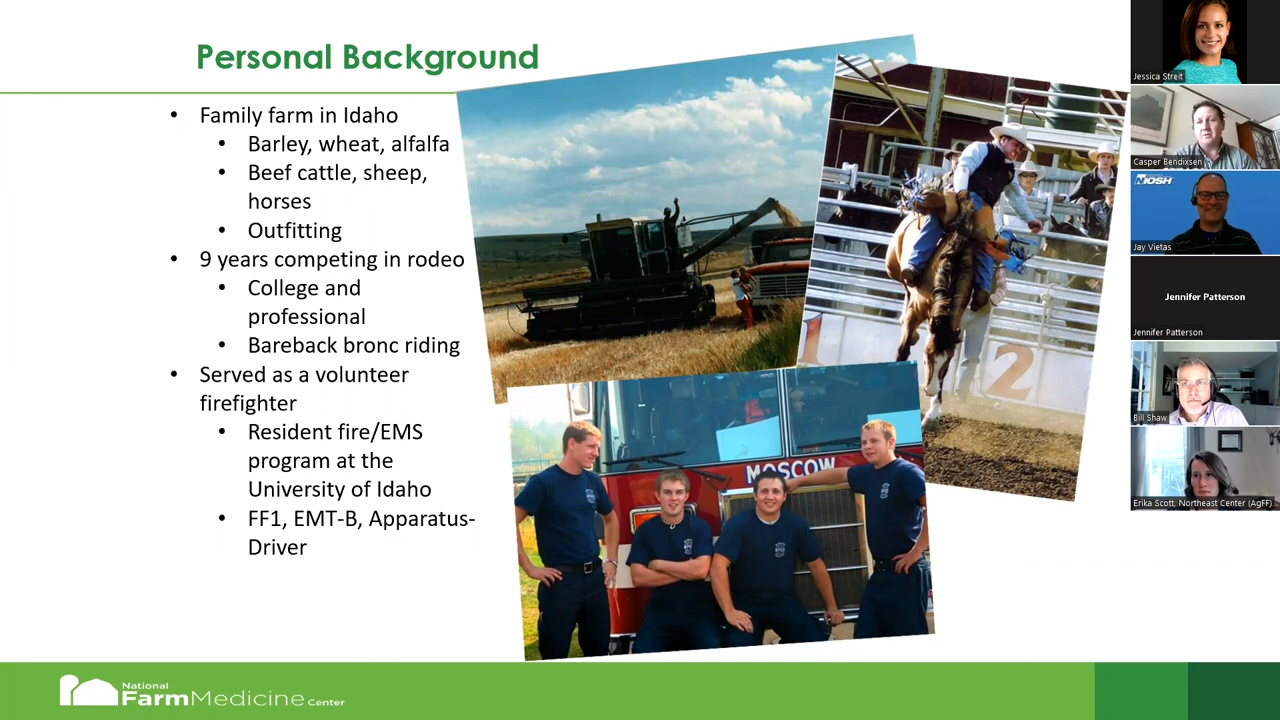 Personal Background
• Family farm in Idaho
• Barley, wheat, alfalfa
• Beef cattle, sheep,
horses
• Outfitting
• 9 years competing in rodeo
• College and
professional
• Bareback bronc riding
• Served as a volunteer
firefighter
• Resident fire/EMS
program at the
University of Idaho
• FF1, EMT-B, Apparatus-
Driver
1
2
MOSCOW
National
FarmMedicine Center
Jessica Streit
Casper Bendixsen
NIOSH
Jay Vietas
Jennifer Patterson
Jennifer Patterson
Bill Shaw
Erika Scott, Northeast Center (AgFF)